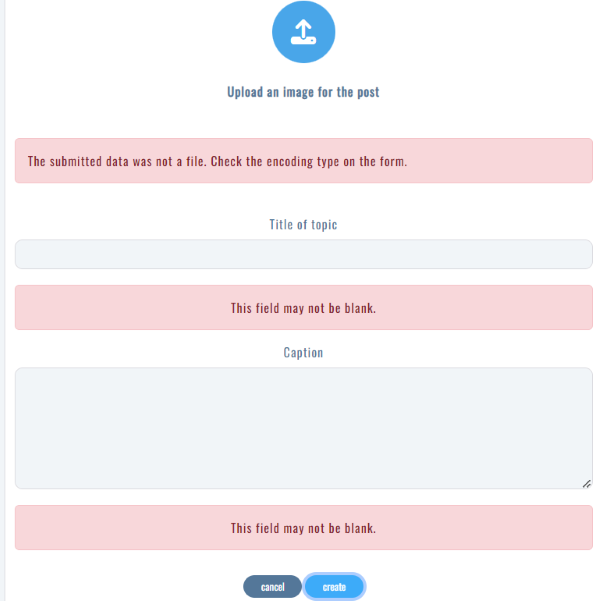 Upload an image for the post
The submitted data was not a file. Check the encoding type on the form.
Title of topic
This field may not be blank.
Caption
This field may not be blank.
cancel create